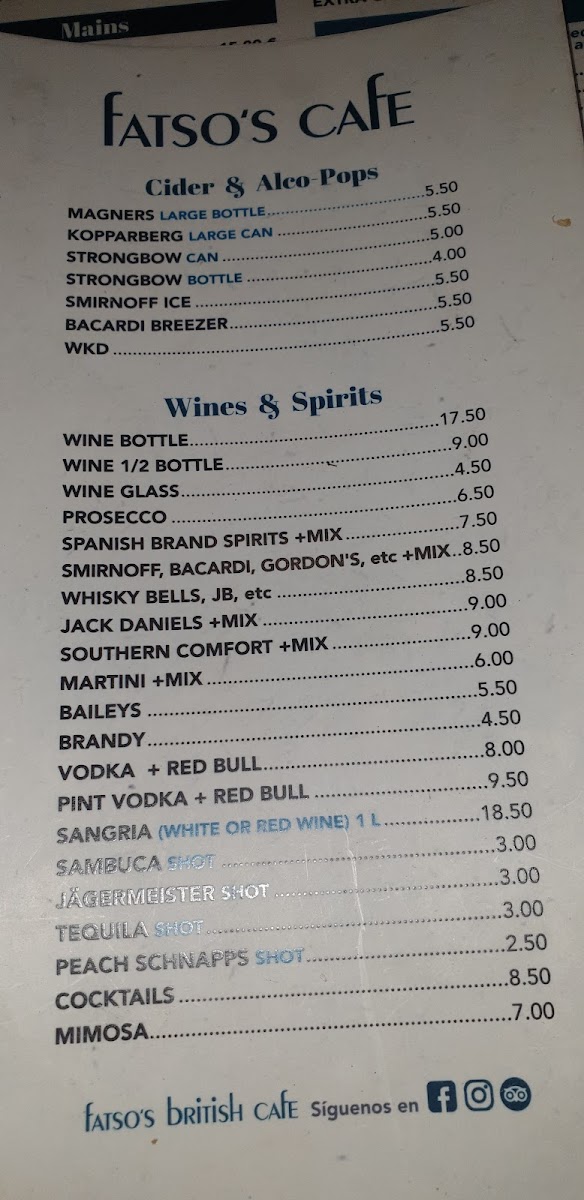 Mains
FATSO'S CAFE
Cider & Alco-Pops
MAGNERS LARGE BOTTLE....................5.50
KOPPARBERG LARGE CAN....................5.50
STRONGBOW CAN....................5.00
STRONGBOW BOTTLE....................4.00
SMIRNOFF ICE....................5.50
BACARDI BREEZER....................5.50
WKD....................5.50
Wines & Spirits
WINE BOTTLE....................17.50
WINE 1/2 BOTTLE....................9.00
WINE GLASS....................4.50
PROSECCO....................6.50
SPANISH BRAND SPIRITS +MIX....................7.50
SMIRNOFF, BACARDI, GORDON'S, etc +MIX..8.50
WHISKY BELLS, JB, etc....................8.50
JACK DANIELS +MIX....................9.00
SOUTHERN COMFORT +MIX....................9.00
MARTINI +MIX....................6.00
BAILEYS....................5.50
BRANDY....................4.50
VODKA + RED BULL....................8.00
PINT VODKA + RED BULL....................9.50
SANGRIA (WHITE OR RED WINE) 1 L....................18.50
SAMBUCA SHOT....................3.00
JÄGERMEISTER SHOT....................3.00
TEQUILA SHOT....................3.00
PEACH SCHNAPPS SHOT....................2.50
COCKTAILS....................8.50
MIMOSA....................7.00
FATSO'S BRITISH CAFE Síguenos en